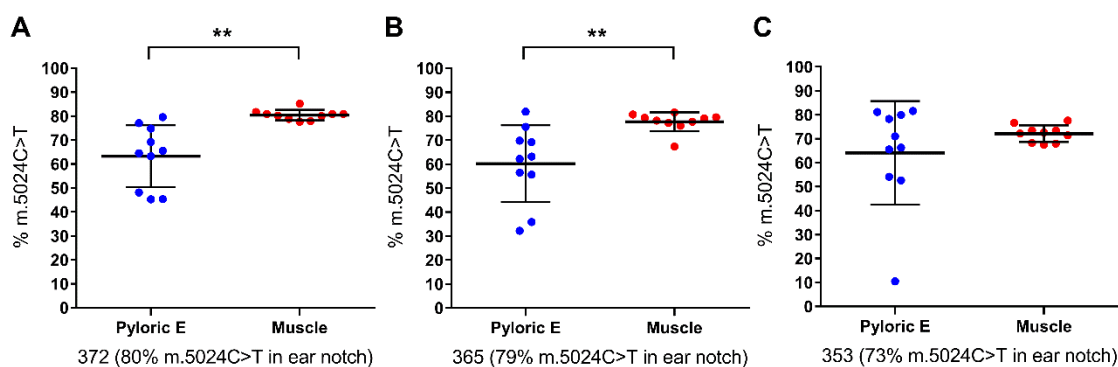 A
**
% m.5024C>T
100
90
80
70
60
50
40
30
20
10
0
Pyloric E Muscle
372 (80% m.5024C>T in ear notch)
B
**
% m.5024C>T
100
90
80
70
60
50
40
30
20
10
0
Pyloric E Muscle
365 (79% m.5024C>T in ear notch)
C
% m.5024C>T
100
90
80
70
60
50
40
30
20
10
0
Pyloric E Muscle
353 (73% m.5024C>T in ear notch)